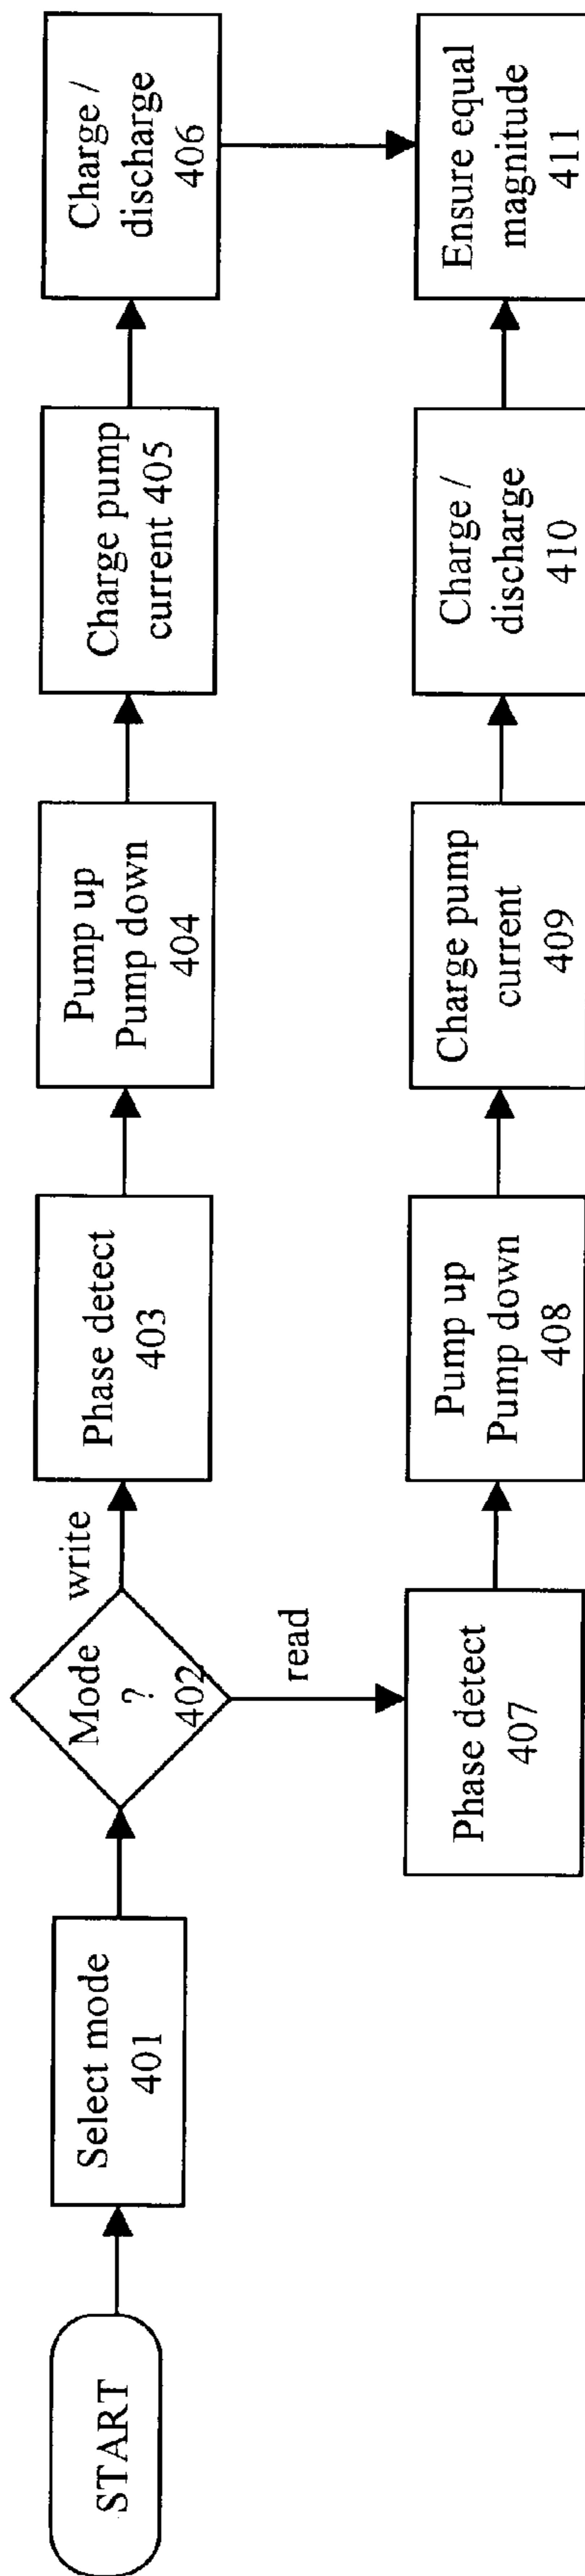 START
Select mode
401
Mode
?
402
write
read
Phase detect
403
Pump up
Pump down
404
Charge pump
current 405
Charge /
discharge
406
Phase detect
407
Pump up
Pump down
408
Charge pump
current
409
Charge /
discharge
410
Ensure equal
magnitude
411